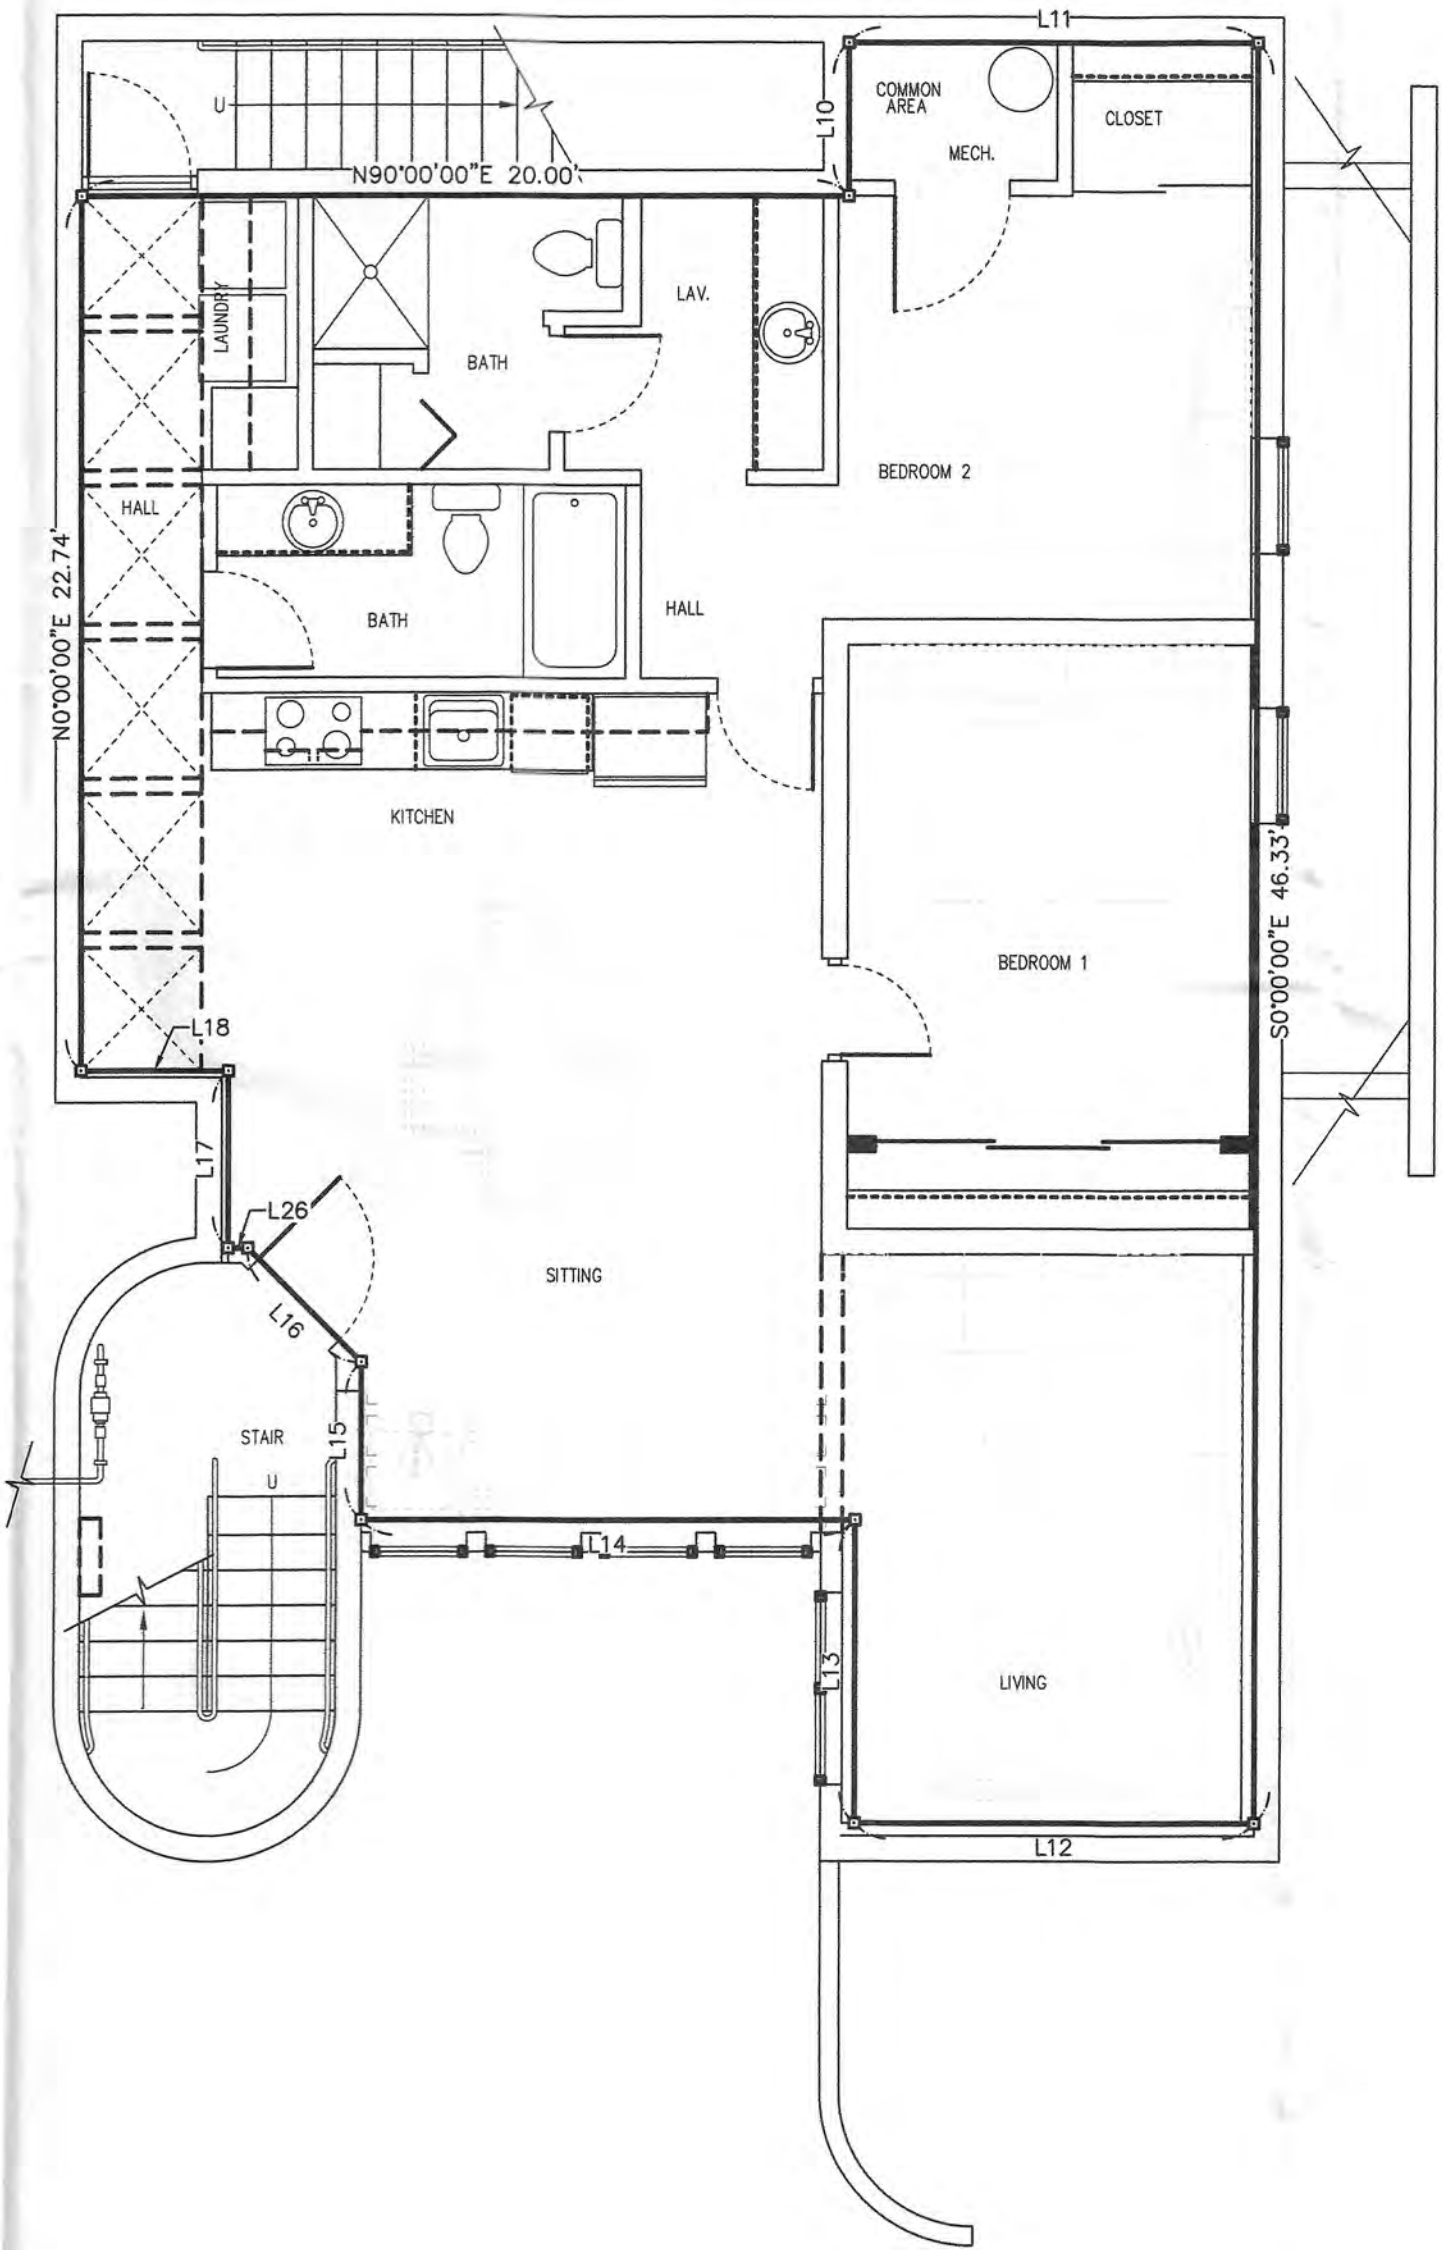 L11
COMMON
AREA
CLOSET
L10
U
MECH.
N90°00'00"E 20.00'
LAUNDRY
LAV.
BATH
BEDROOM 2
HALL
N0°00'00"E 22.74'
HALL
BATH
KITCHEN
S0°00'00"E 46.33'
BEDROOM 1
L18
L17
L26
SITTING
L16
STAIR
L15
U
L14
L13
LIVING
L12